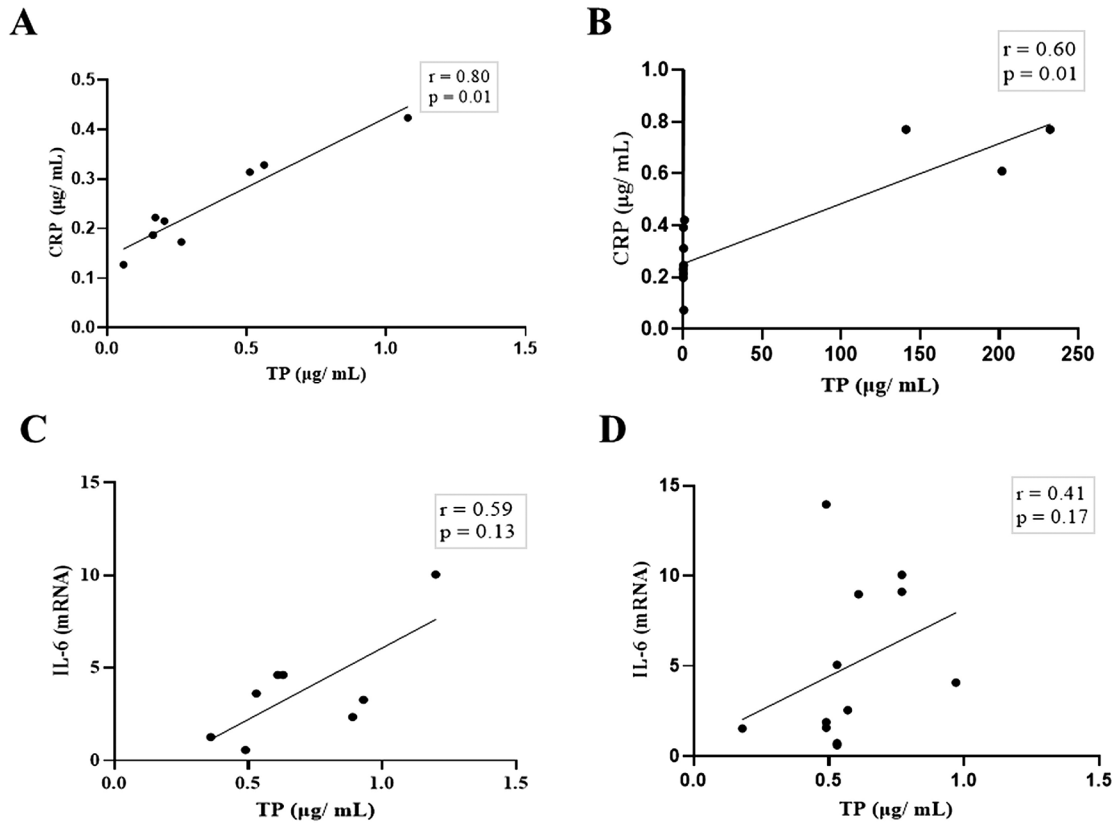 A
r = 0.80
p = 0.01
CRP (µg/ mL)
0.5
0.4
0.3
0.2
0.1
0.0
0.0 0.5 1.0 1.5
TP (µg/ mL)
B
r = 0.60
p = 0.01
CRP (µg/ mL)
1.0
0.8
0.6
0.4
0.2
0.0
0 50 100 150 200 250
TP (µg/ mL)
C
r = 0.59
p = 0.13
IL-6 (mRNA)
15
10
5
0
0.0 0.5 1.0 1.5
TP (µg/ mL)
D
r = 0.41
p = 0.17
IL-6 (mRNA)
15
10
5
0
0.0 0.5 1.0 1.5
TP (µg/ mL)